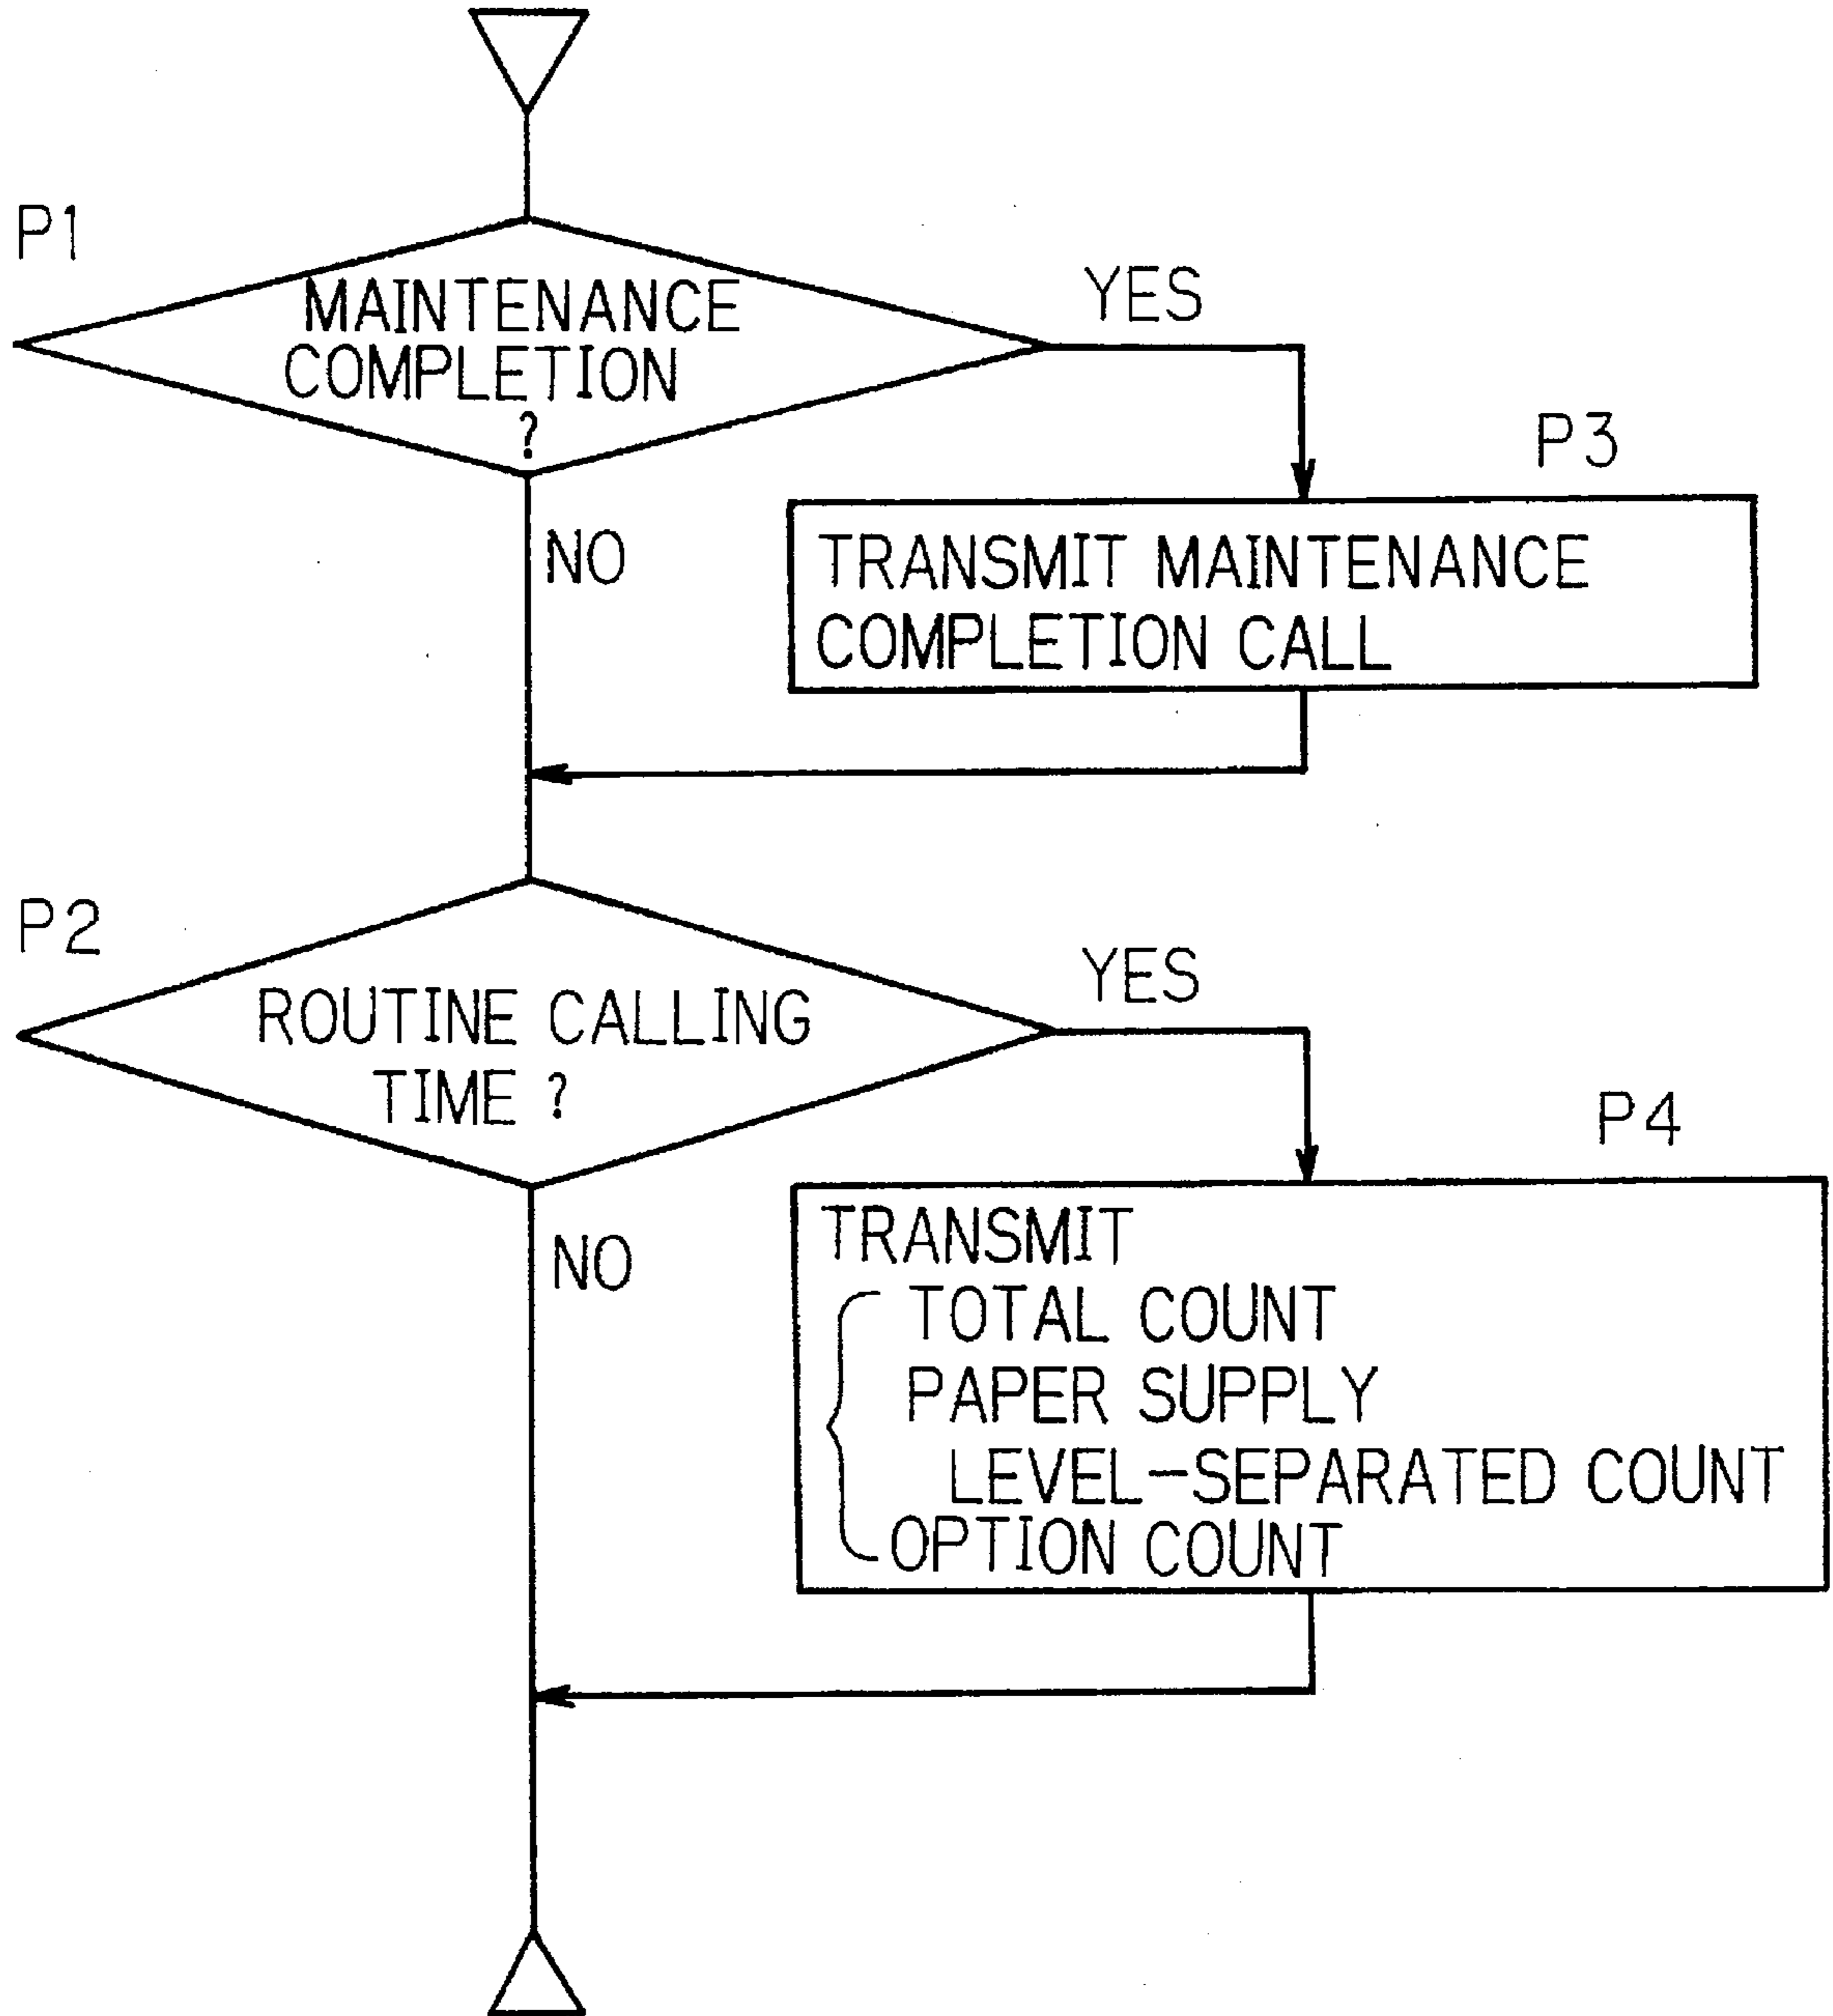 P1
MAINTENANCE
COMPLETION
?
YES
NO
P3
TRANSMIT MAINTENANCE
COMPLETION CALL
P2
ROUTINE CALLING
TIME ?
YES
NO
P4
TRANSMIT
TOTAL COUNT
PAPER SUPPLY
LEVEL-SEPARATED COUNT
OPTION COUNT